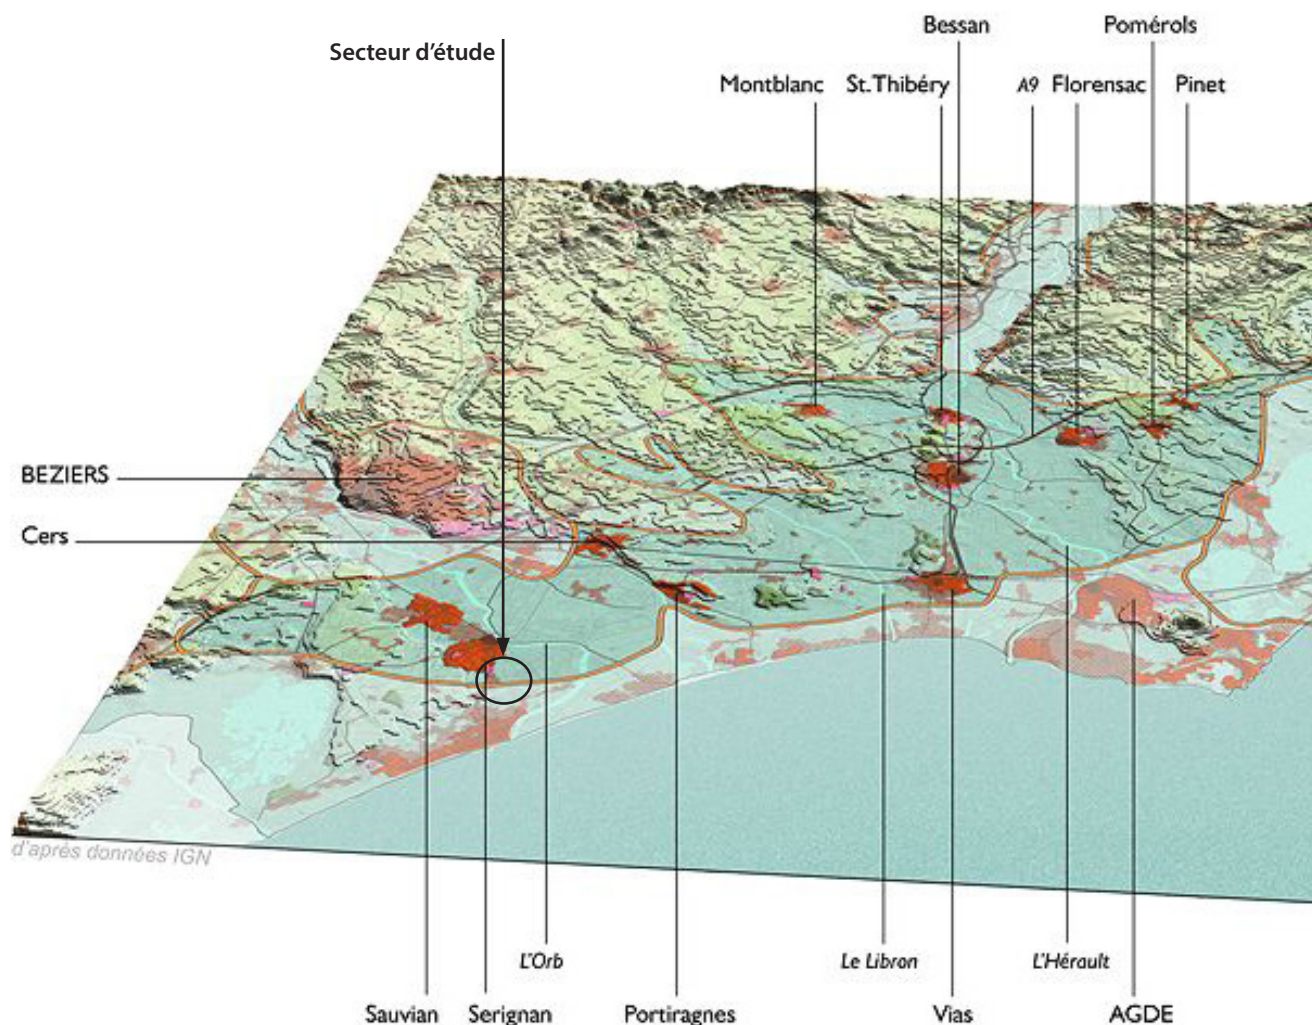 Bessan
Pomérols
Secteur d'étude
Montblanc
St.Thibéry
A9
Florensac
Pinet
BEZIERS
Cers
d'après données IGN
L'Orb
Le Libron
L'Hérault
Sauvian
Serignan
Portiragnes
Vias
AGDE